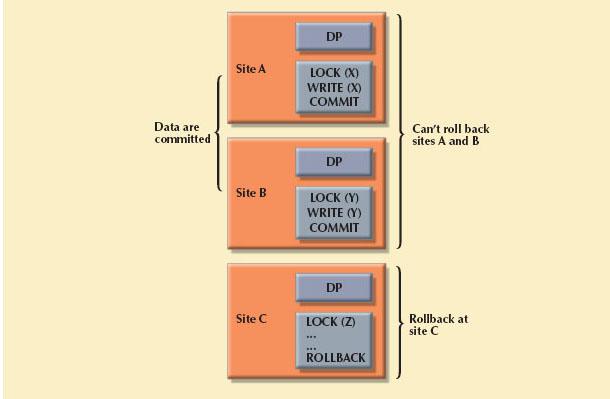 DP
Site A
LOCK (X)
WRITE (X)
COMMIT
Data are
committed
Can't roll back
sites A and B
DP
Site B
LOCK (Y)
WRITE (Y)
COMMIT
DP
Site C
LOCK (Z)
...
...
ROLLBACK
Rollback at
site C